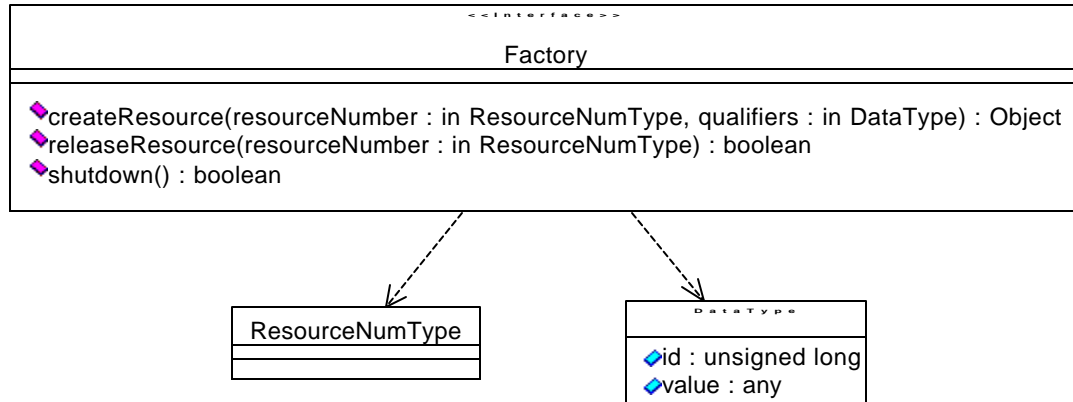 <<Interface>>
Factory
createResource(resourceNumber : in ResourceNumType, qualifiers : in DataType) : Object
releaseResource(resourceNumber : in ResourceNumType) : boolean
shutdown() : boolean
ResourceNumType
DataType
id : unsigned long
value : any